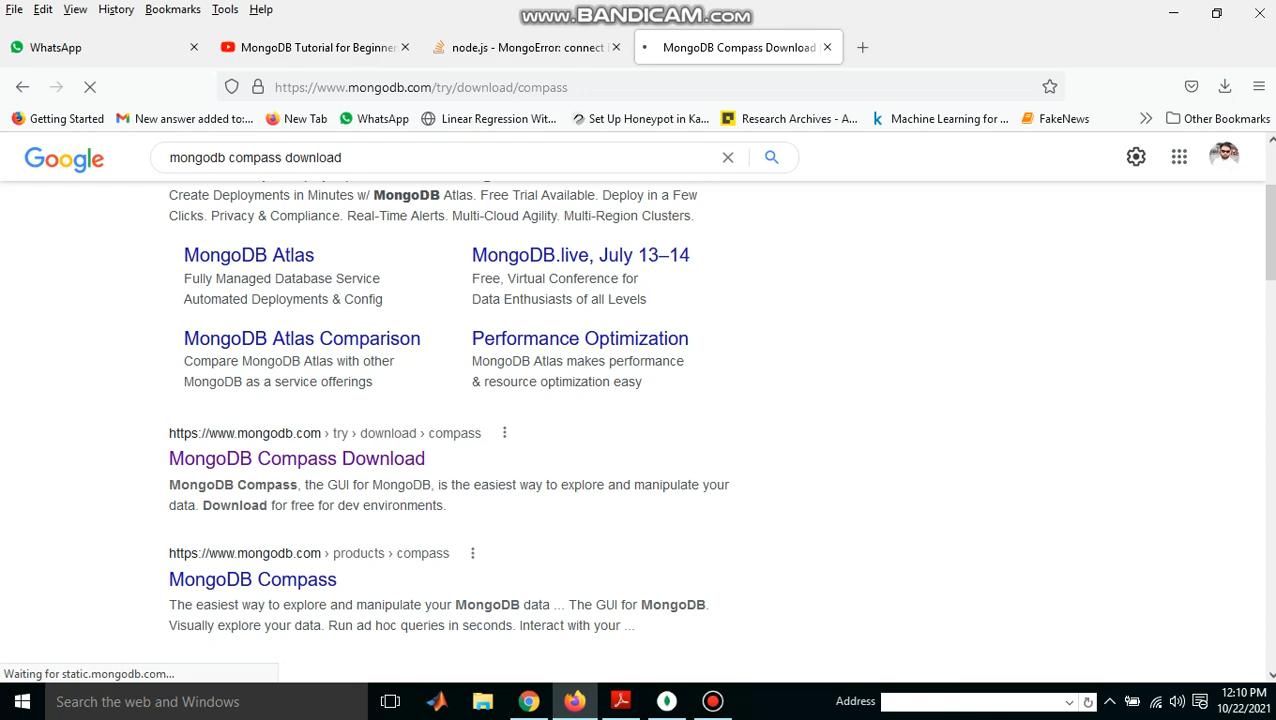 File Edit View History Bookmarks Tools Help
www.BANDICAM.com
WhatsApp
MongoDB Tutorial for Beginner
node.js - MongoError: connect
MongoDB Compass Download
https://www.mongodb.com/try/download/compass
Getting Started New answer added to:... New Tab WhatsApp Linear Regression Wit... Set Up Honeypot in Ka... Research Archives - A... Machine Learning for ... FakeNews Other Bookmarks
Google mongodb compass download
Create Deployments in Minutes w/ MongoDB Atlas. Free Trial Available. Deploy in a Few
Clicks. Privacy & Compliance. Real-Time Alerts. Multi-Cloud Agility. Multi-Region Clusters.
MongoDB Atlas
Fully Managed Database Service
Automated Deployments & Config
MongoDB.live, July 13–14
Free, Virtual Conference for
Data Enthusiasts of all Levels
MongoDB Atlas Comparison
Compare MongoDB Atlas with other
MongoDB as a service offerings
Performance Optimization
MongoDB Atlas makes performance
& resource optimization easy
https://www.mongodb.com › try › download › compass
MongoDB Compass Download
MongoDB Compass, the GUI for MongoDB, is the easiest way to explore and manipulate your
data. Download for free for dev environments.
https://www.mongodb.com › products › compass
MongoDB Compass
The easiest way to explore and manipulate your MongoDB data ... The GUI for MongoDB.
Visually explore your data. Run ad hoc queries in seconds. Interact with your ...
Waiting for static.mongodb.com...
Search the web and Windows
Address
12:10 PM
10/22/2021